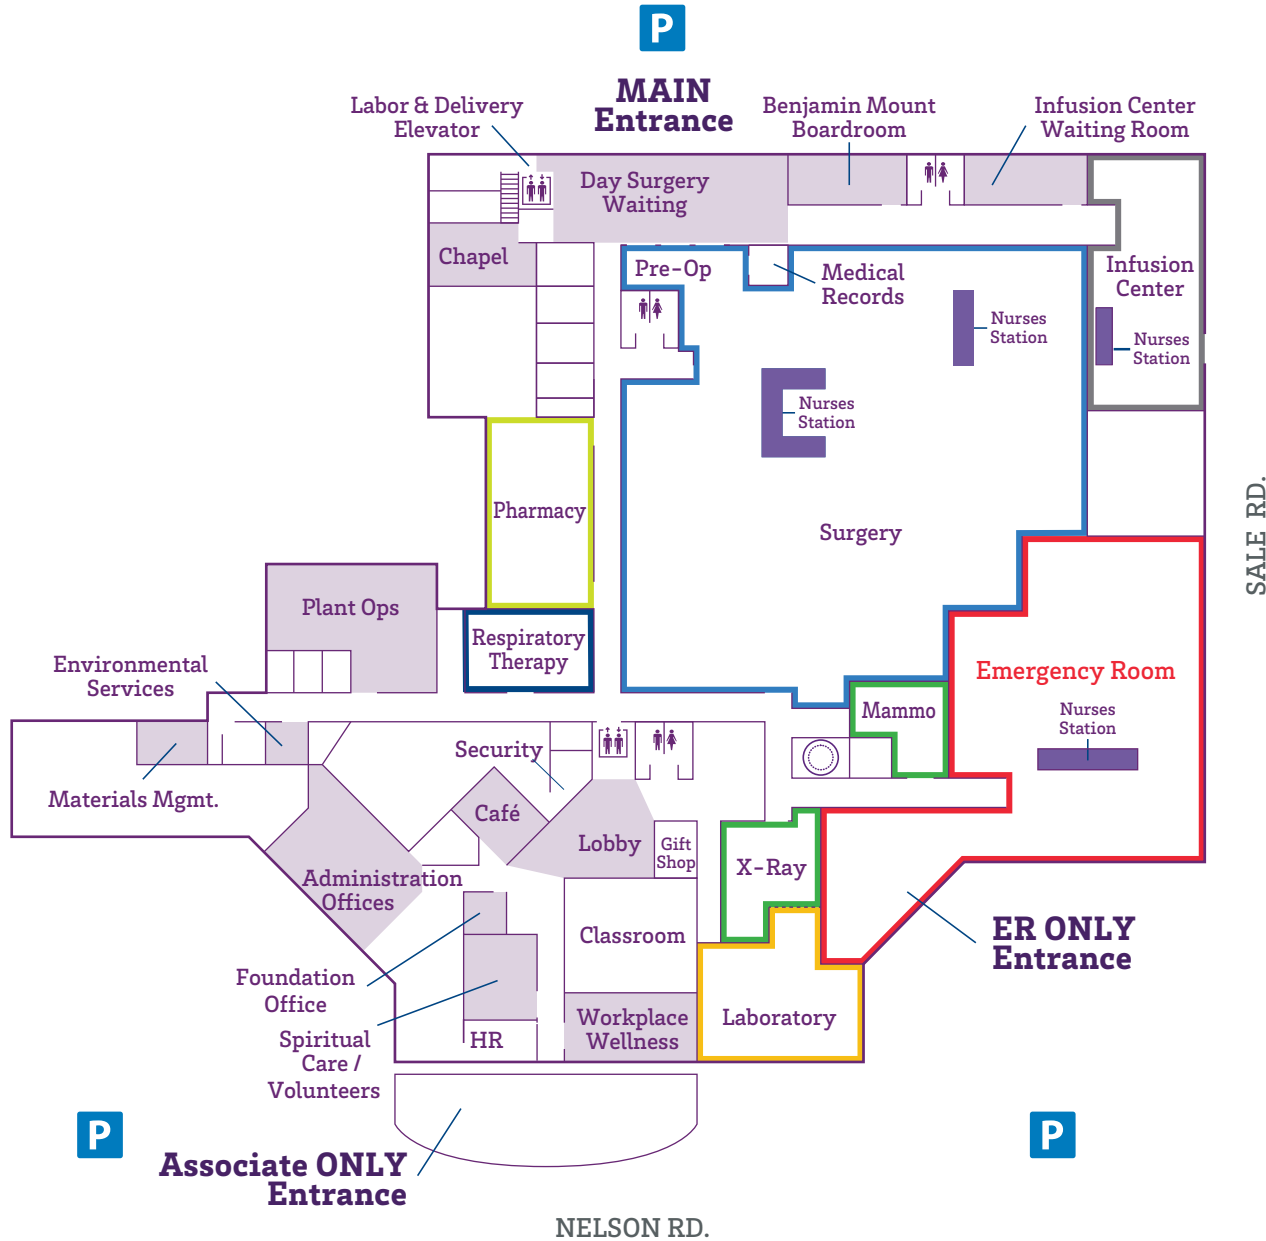 P
MAIN
Entrance
Labor & Delivery
Elevator
Benjamin Mount
Boardroom
Infusion Center
Waiting Room
Day Surgery
Waiting
Chapel
Pre-Op
Medical
Records
Infusion
Center
Nurses
Station
Nurses
Station
Nurses
Station
Pharmacy
Surgery
SALE RD.
Plant Ops
Respiratory
Therapy
Environmental
Services
Emergency Room
Mammo
Nurses
Station
Security
Materials Mgmt.
Café
Lobby
Gift
Shop
X-Ray
Administration
Offices
Classroom
ER ONLY
Entrance
Foundation
Office
Laboratory
Workplace
Wellness
Spiritual
Care /
Volunteers
HR
P
P
Associate ONLY
Entrance
NELSON RD.